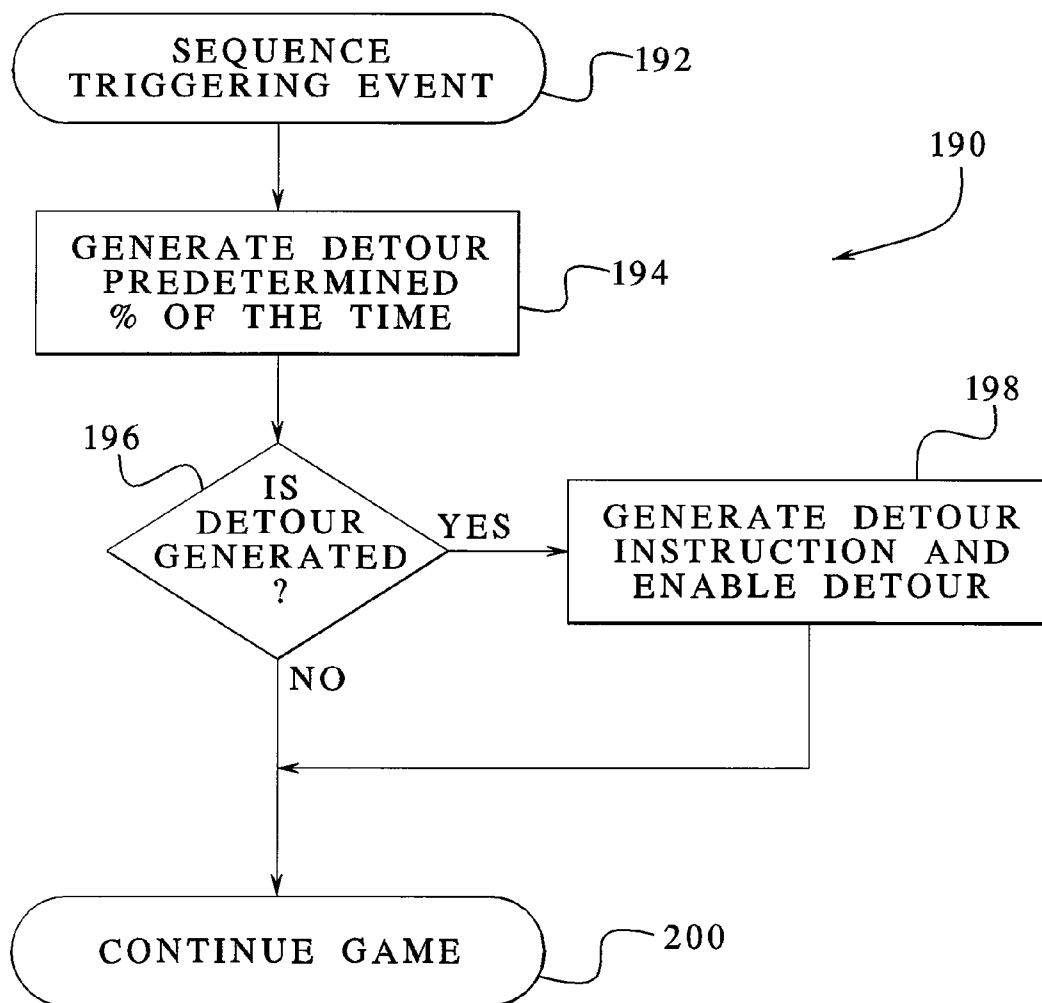 SEQUENCE
TRIGGERING EVENT
192
190
GENERATE DETOUR
PREDETERMINED
% OF THE TIME
194
198
196
IS
DETOUR
GENERATED
?
YES
GENERATE DETOUR
INSTRUCTION AND
ENABLE DETOUR
NO
CONTINUE GAME
200